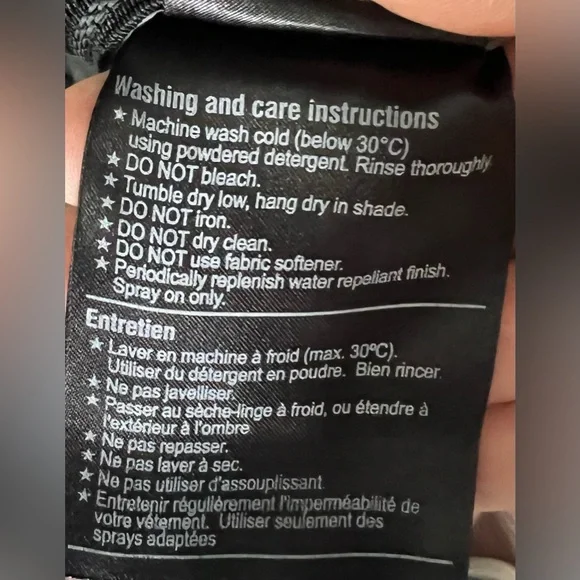 Washing and care instructions
★ Machine wash cold (below 30°C)
using powdered detergent. Rinse thoroughly
★ DO NOT bleach.
★ Tumble dry low, hang dry in shade.
★ DO NOT iron.
★ DO NOT dry clean.
★ DO NOT use fabric softener.
★ Periodically replenish water repeliant finish.
Spray on only.
Entretien
★ Laver en machine à froid (max. 30ºC).
Utiliser du détergent en poudre. Bien rincer.
★ Ne pas javelliser.
★ Passer au sèche-linge à froid, ou étendre à
l'extérieur à l'ombre
★ Ne pas repasser.
★ Ne pas laver à sec.
★ Ne pas utiliser d'assouplissant
★ Entretenir régulièrement l'imperméabilité de
votre vétement. Utiliser seulement des
sprays adaptées